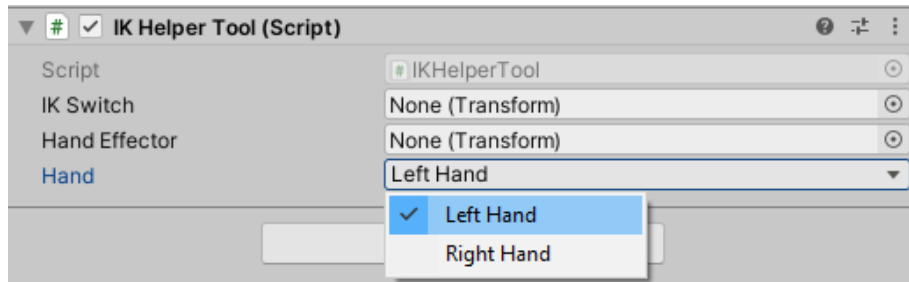 IK Helper Tool (Script)
Script IKHelperTool
IK Switch None (Transform)
Hand Effector None (Transform)
Hand Left Hand
Left Hand
Right Hand